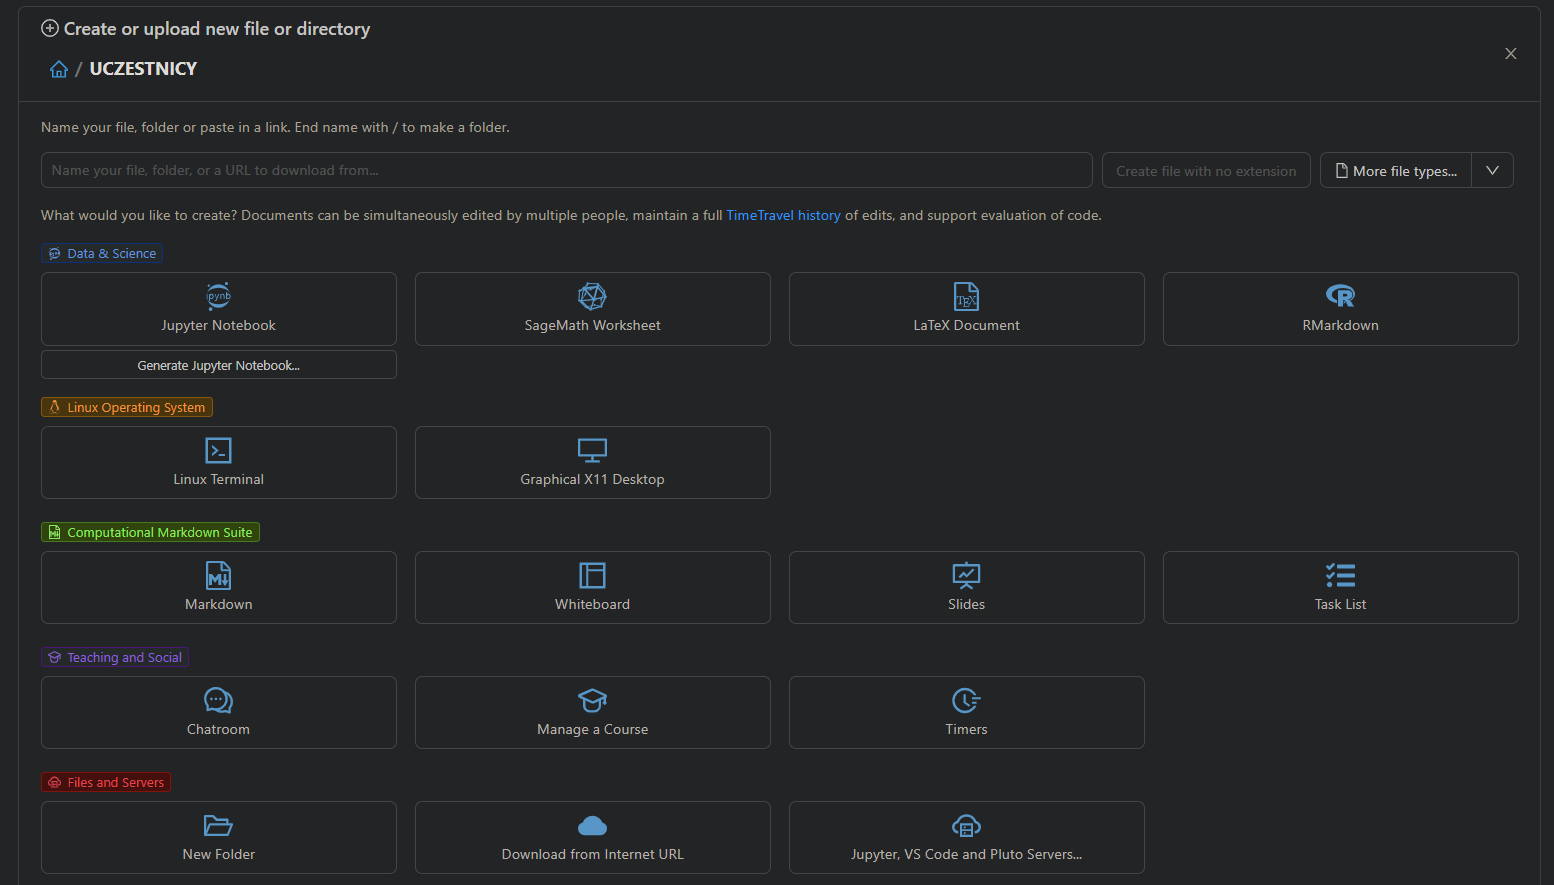 Create or upload new file or directory
/ UCZESTNICY
Name your file, folder or paste in a link. End name with / to make a folder.
Name your file, folder, or a URL to download from...
Create file with no extension
More file types...
What would you like to create? Documents can be simultaneously edited by multiple people, maintain a full TimeTravel history of edits, and support evaluation of code.
Data & Science
ipynb
TEX
R
Jupyter Notebook
SageMath Worksheet
LaTeX Document
RMarkdown
Generate Jupyter Notebook...
Linux Operating System
Linux Terminal
Graphical X11 Desktop
Computational Markdown Suite
M
Markdown
Whiteboard
Slides
Task List
Teaching and Social
Chatroom
Manage a Course
Timers
Files and Servers
New Folder
Download from Internet URL
Jupyter, VS Code and Pluto Servers...